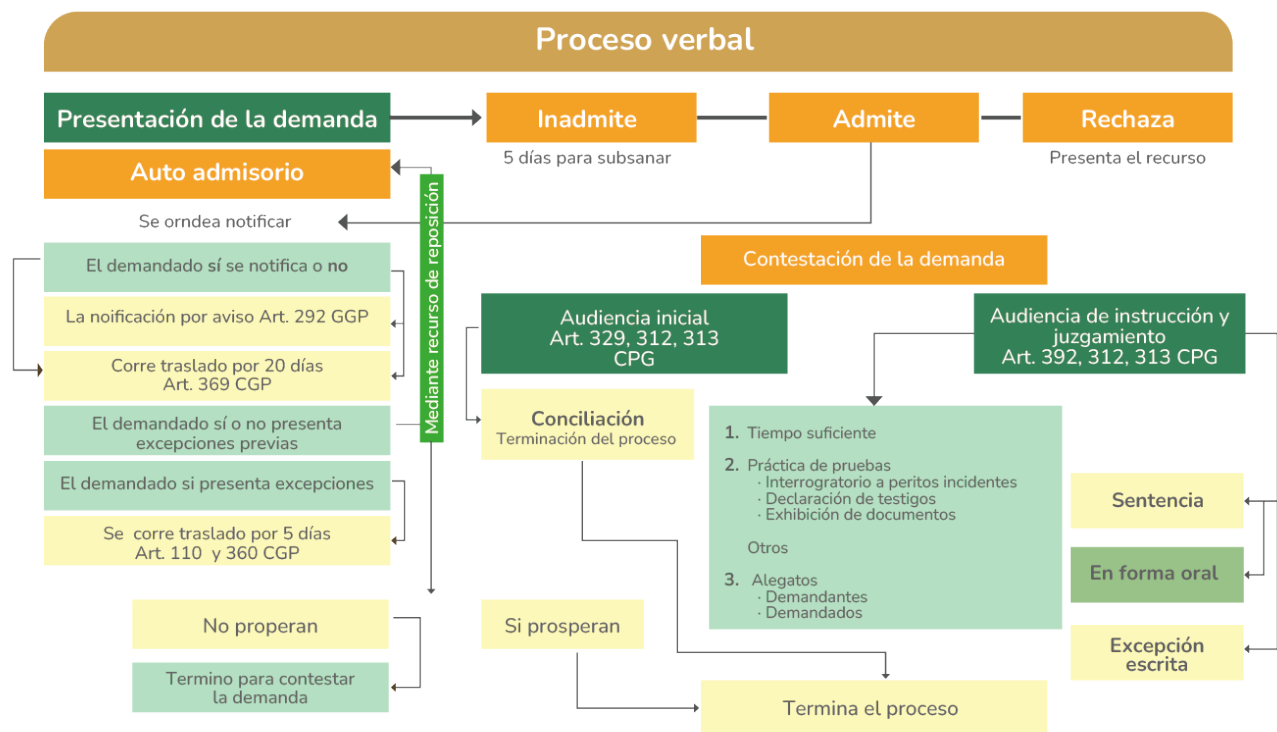 Proceso verbal
Presentación de la demanda
Inadmite
Admite
Rechaza
5 días para subsanar
Presenta el recurso
Auto admisorio
Se orndea notificar
Mediante recurso de reposición
El demandado sí se notifica o no
La noificación por aviso Art. 292 GGP
Corre traslado por 20 días
Art. 369 CGP
El demandado sí o no presenta
excepciones previas
El demandado si presenta excepciones
Se corre traslado por 5 días
Art. 110 y 360 CGP
No properan
Termino para contestar
la demanda
Contestación de la demanda
Audiencia inicial
Art. 329, 312, 313
CPG
Conciliación
Terminación del proceso
Si prosperan
Termina el proceso
Audiencia de instrucción y
juzgamiento
Art. 392, 312, 313 CPG
1. Tiempo suficiente
2. Práctica de pruebas
· Interrogratorio a peritos incidentes
· Declaración de testigos
· Exhibición de documentos
Otros
3. Alegatos
· Demandantes
· Demandados
Sentencia
En forma oral
Excepción
escrita